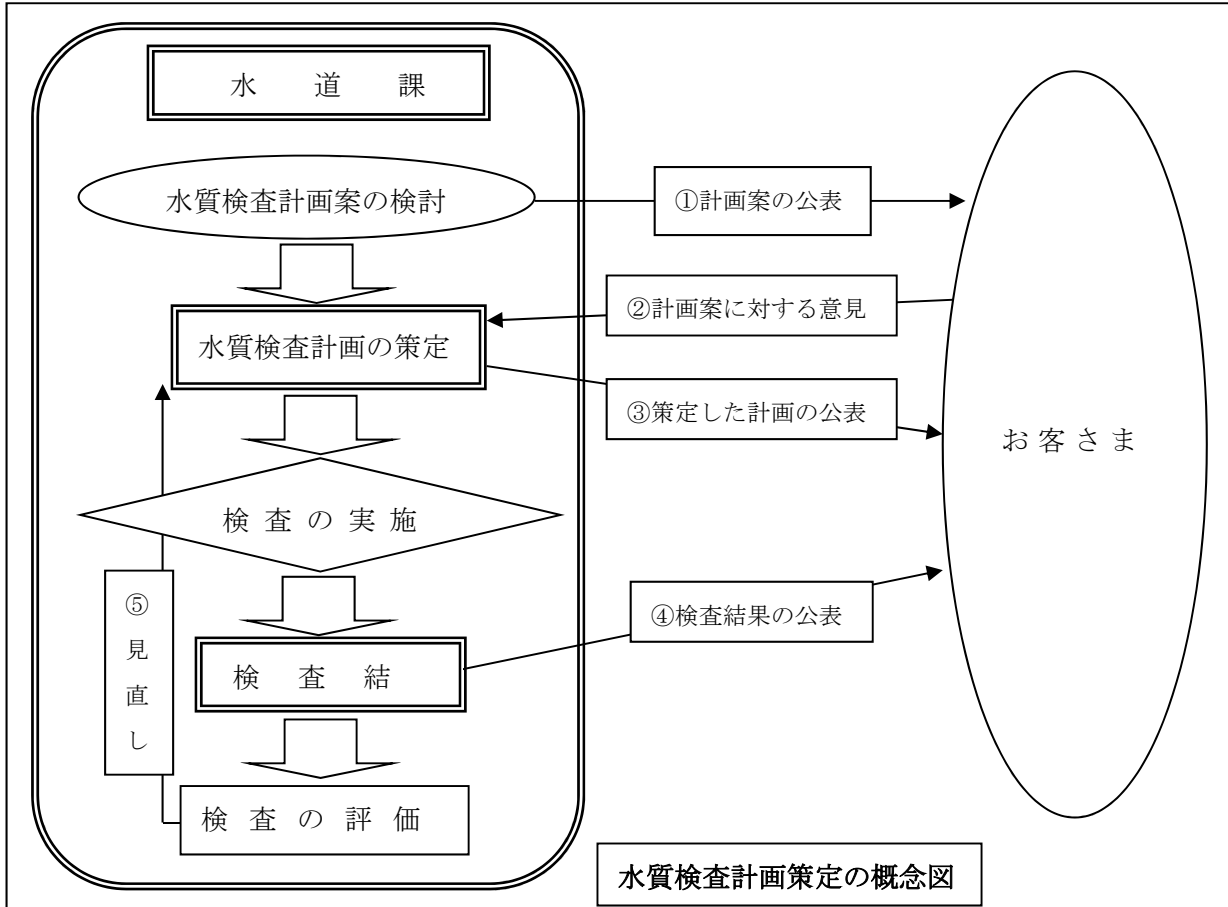 水道課
水質検査計画案の検討
①計画案の公表
②計画案に対する意見
水質検査計画の策定
③策定した計画の公表
お客さま
検査の実施
④検査結果の公表
⑤見直し
検査結
検査の評価
水質検査計画策定の概念図